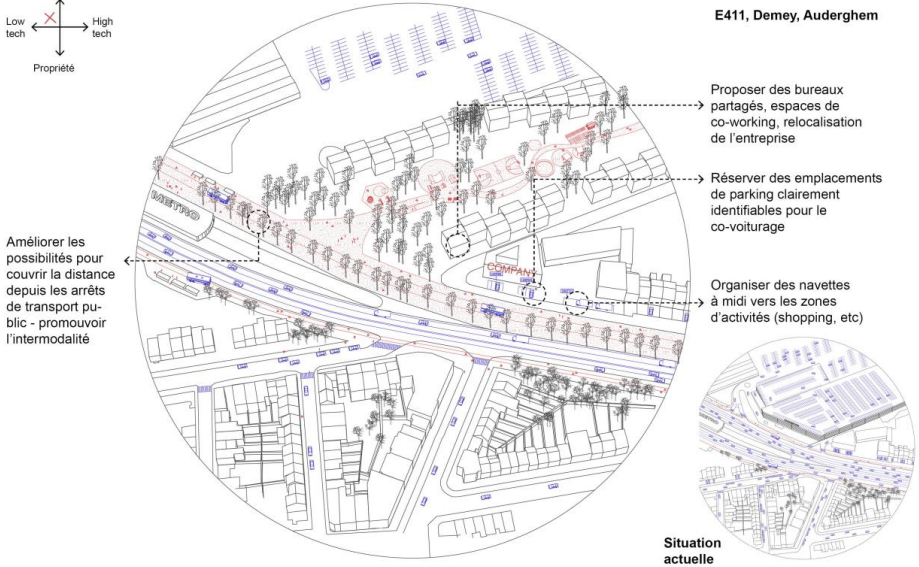 Low
tech
High
tech
Propriété
E411, Demey, Auderghem
Proposer des bureaux
partagés, espaces de
co-working, relocalisation
de l'entreprise
Réserver des emplacements
de parking clairement
identifiables pour le
co-voiturage
Organiser des navettes
à midi vers les zones
d'activités (shopping, etc)
Améliorer les
possibilités pour
couvrir la distance
depuis les arrêts
de transport pu-
blic - promouvoir
l'intermodalité
METRO
COMPANY
Situation
actuelle